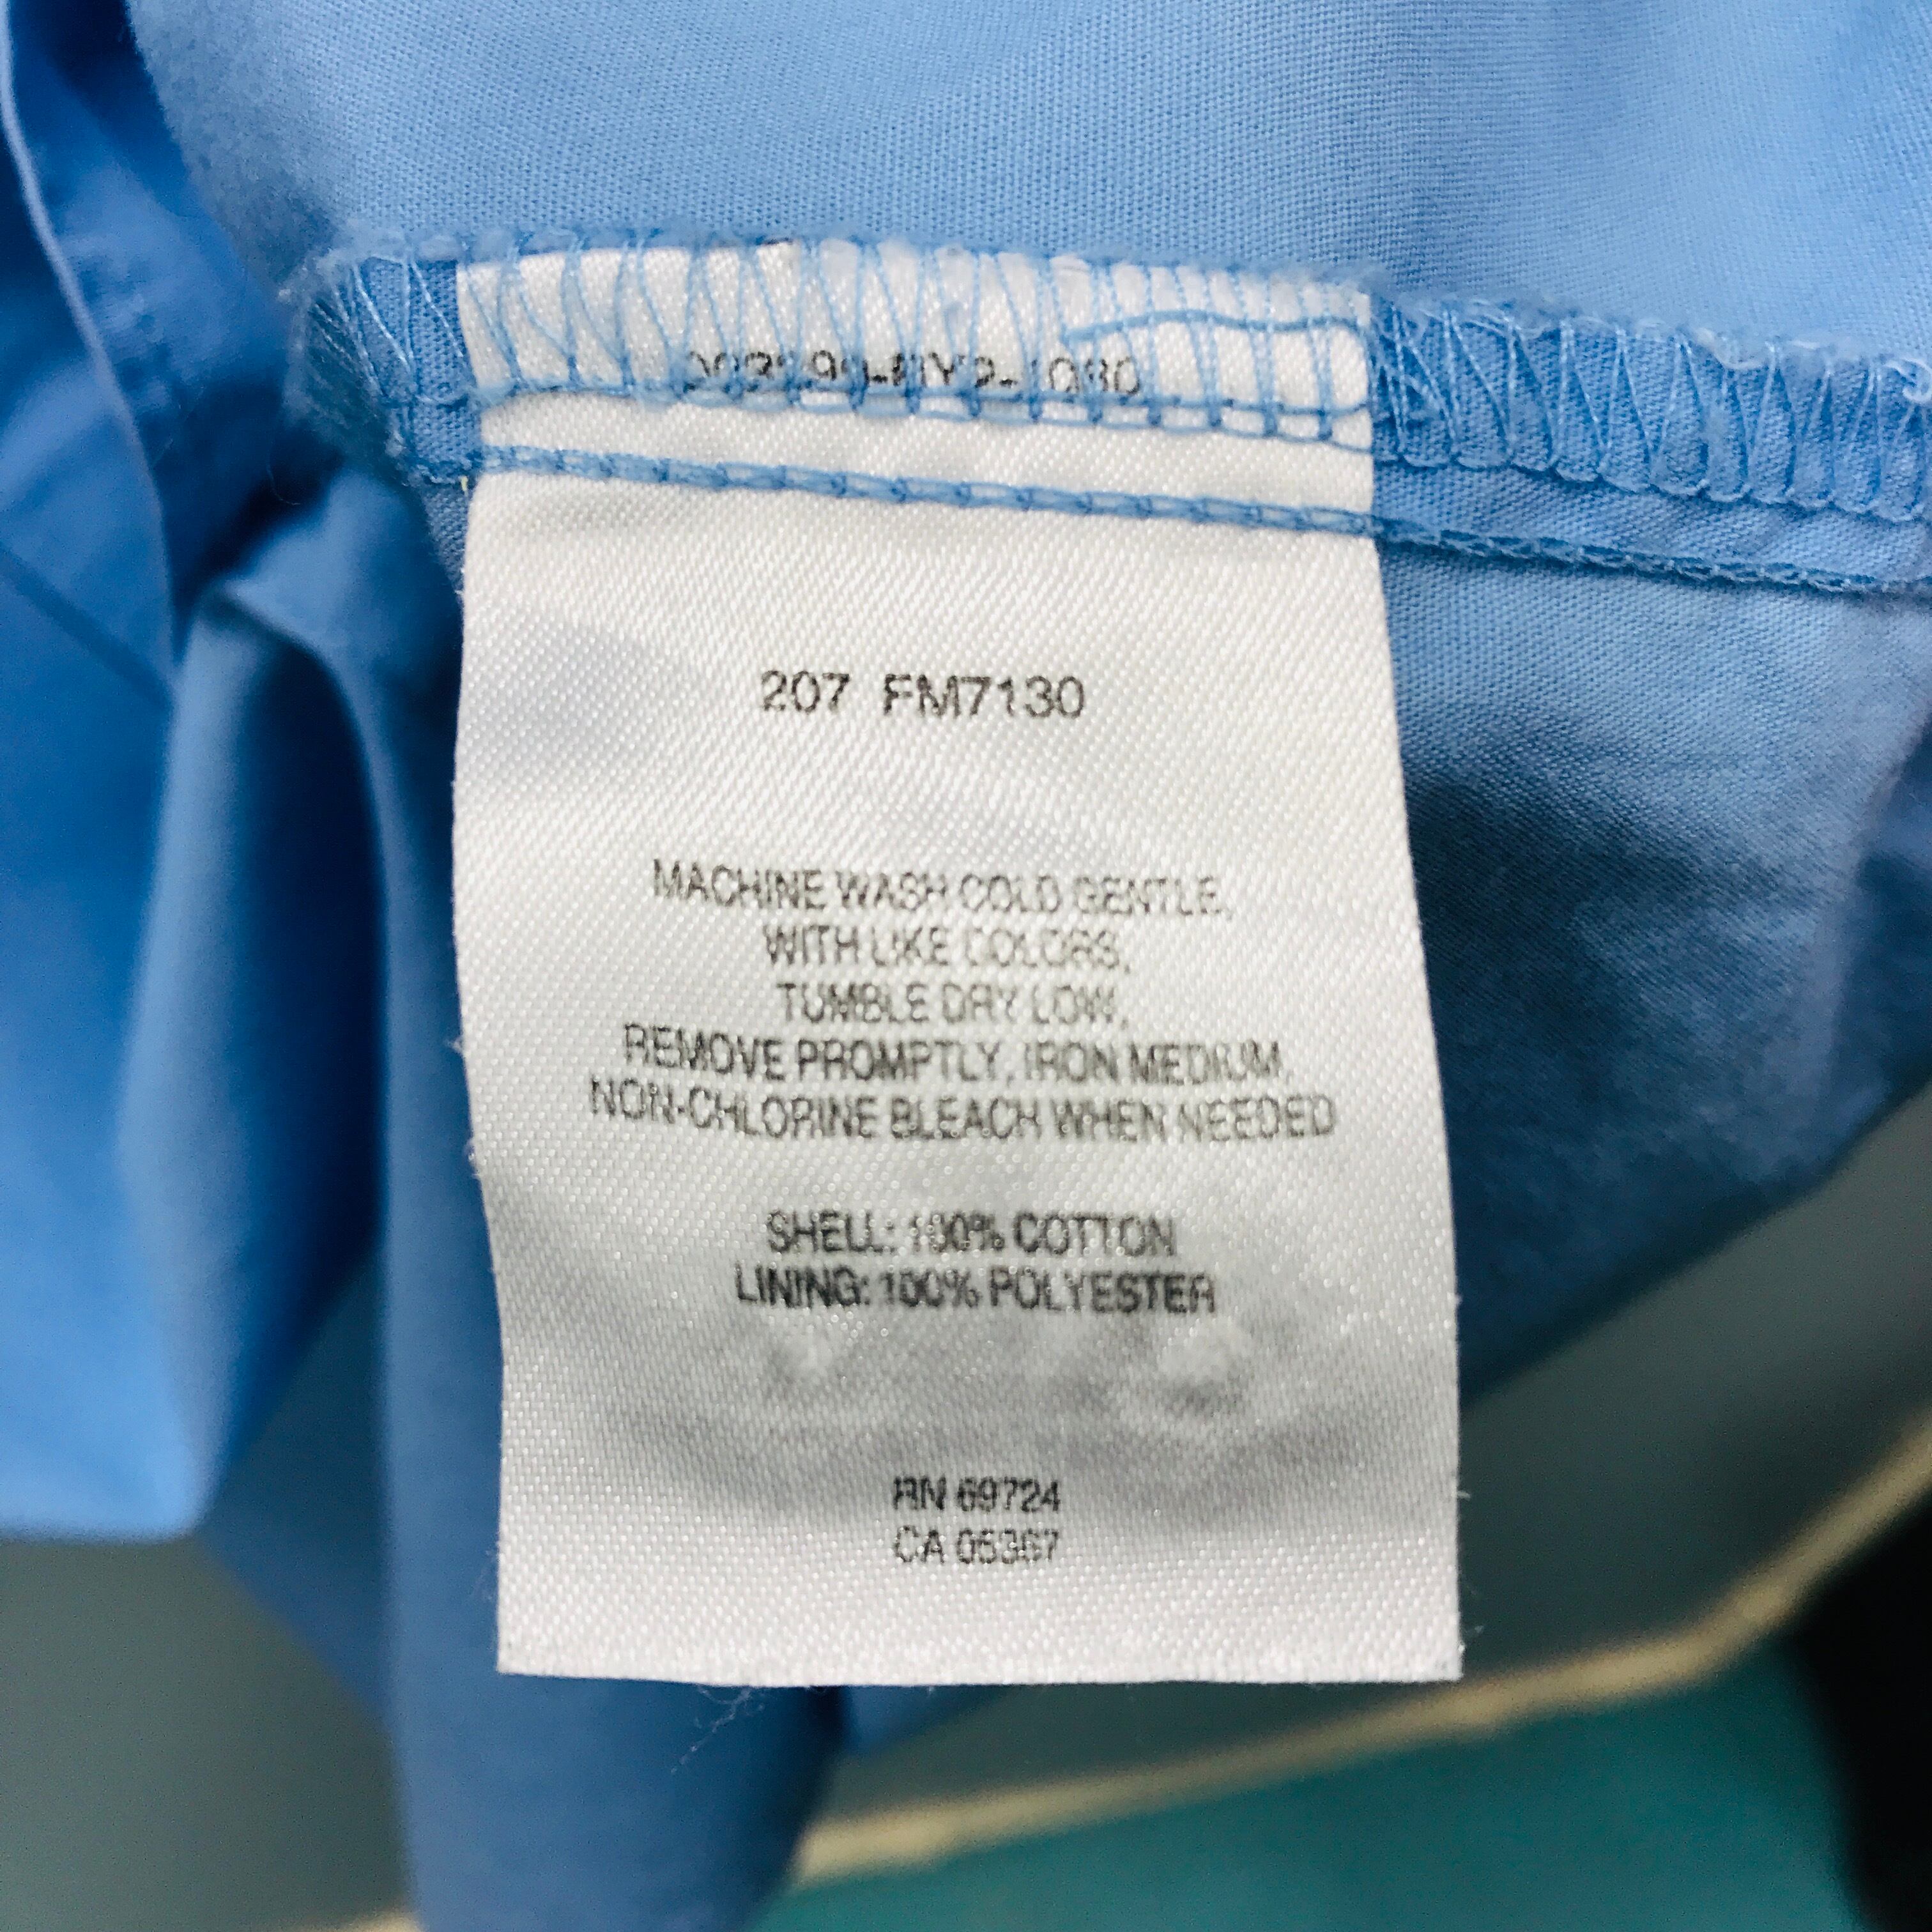 207 FM7130
MACHINE WASH COLD GENTLE,
WITH LIKE COLORS,
TUMBLE DRY LOW,
REMOVE PROMPTLY, IRON MEDIUM,
NON-CHLORINE BLEACH WHEN NEEDED
SHELL: 100% COTTON
LINING: 100% POLYESTER
RN 69724
CA 05367